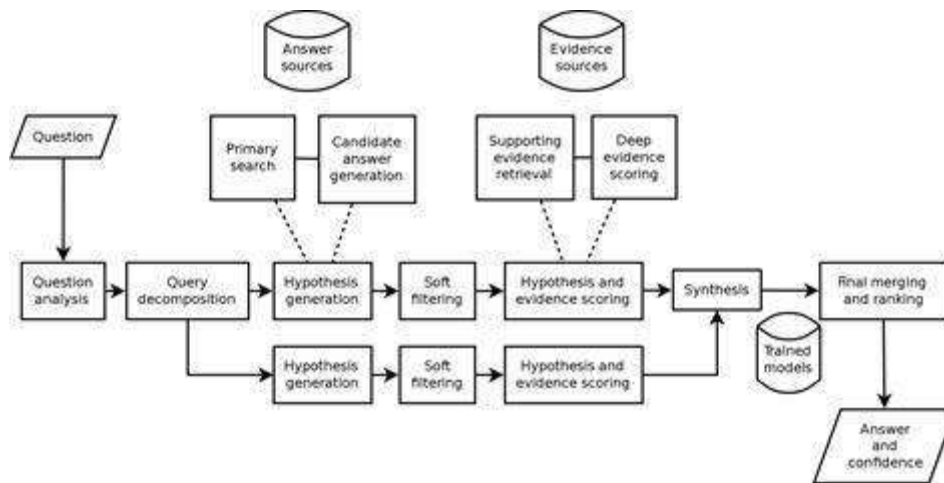 Answer
sources
Evidence
sources
Question
Primary
search
Candidate
answer
generation
Supporting
evidence
retrieval
Deep
evidence
scoring
Question
analysis
Query
decomposition
Hypothesis
generation
Soft
filtering
Hypothesis and
evidence scoring
Synthesis
Final merging
and ranking
Hypothesis
generation
Soft
filtering
Hypothesis and
evidence scoring
Trained
models
Answer
and
confidence